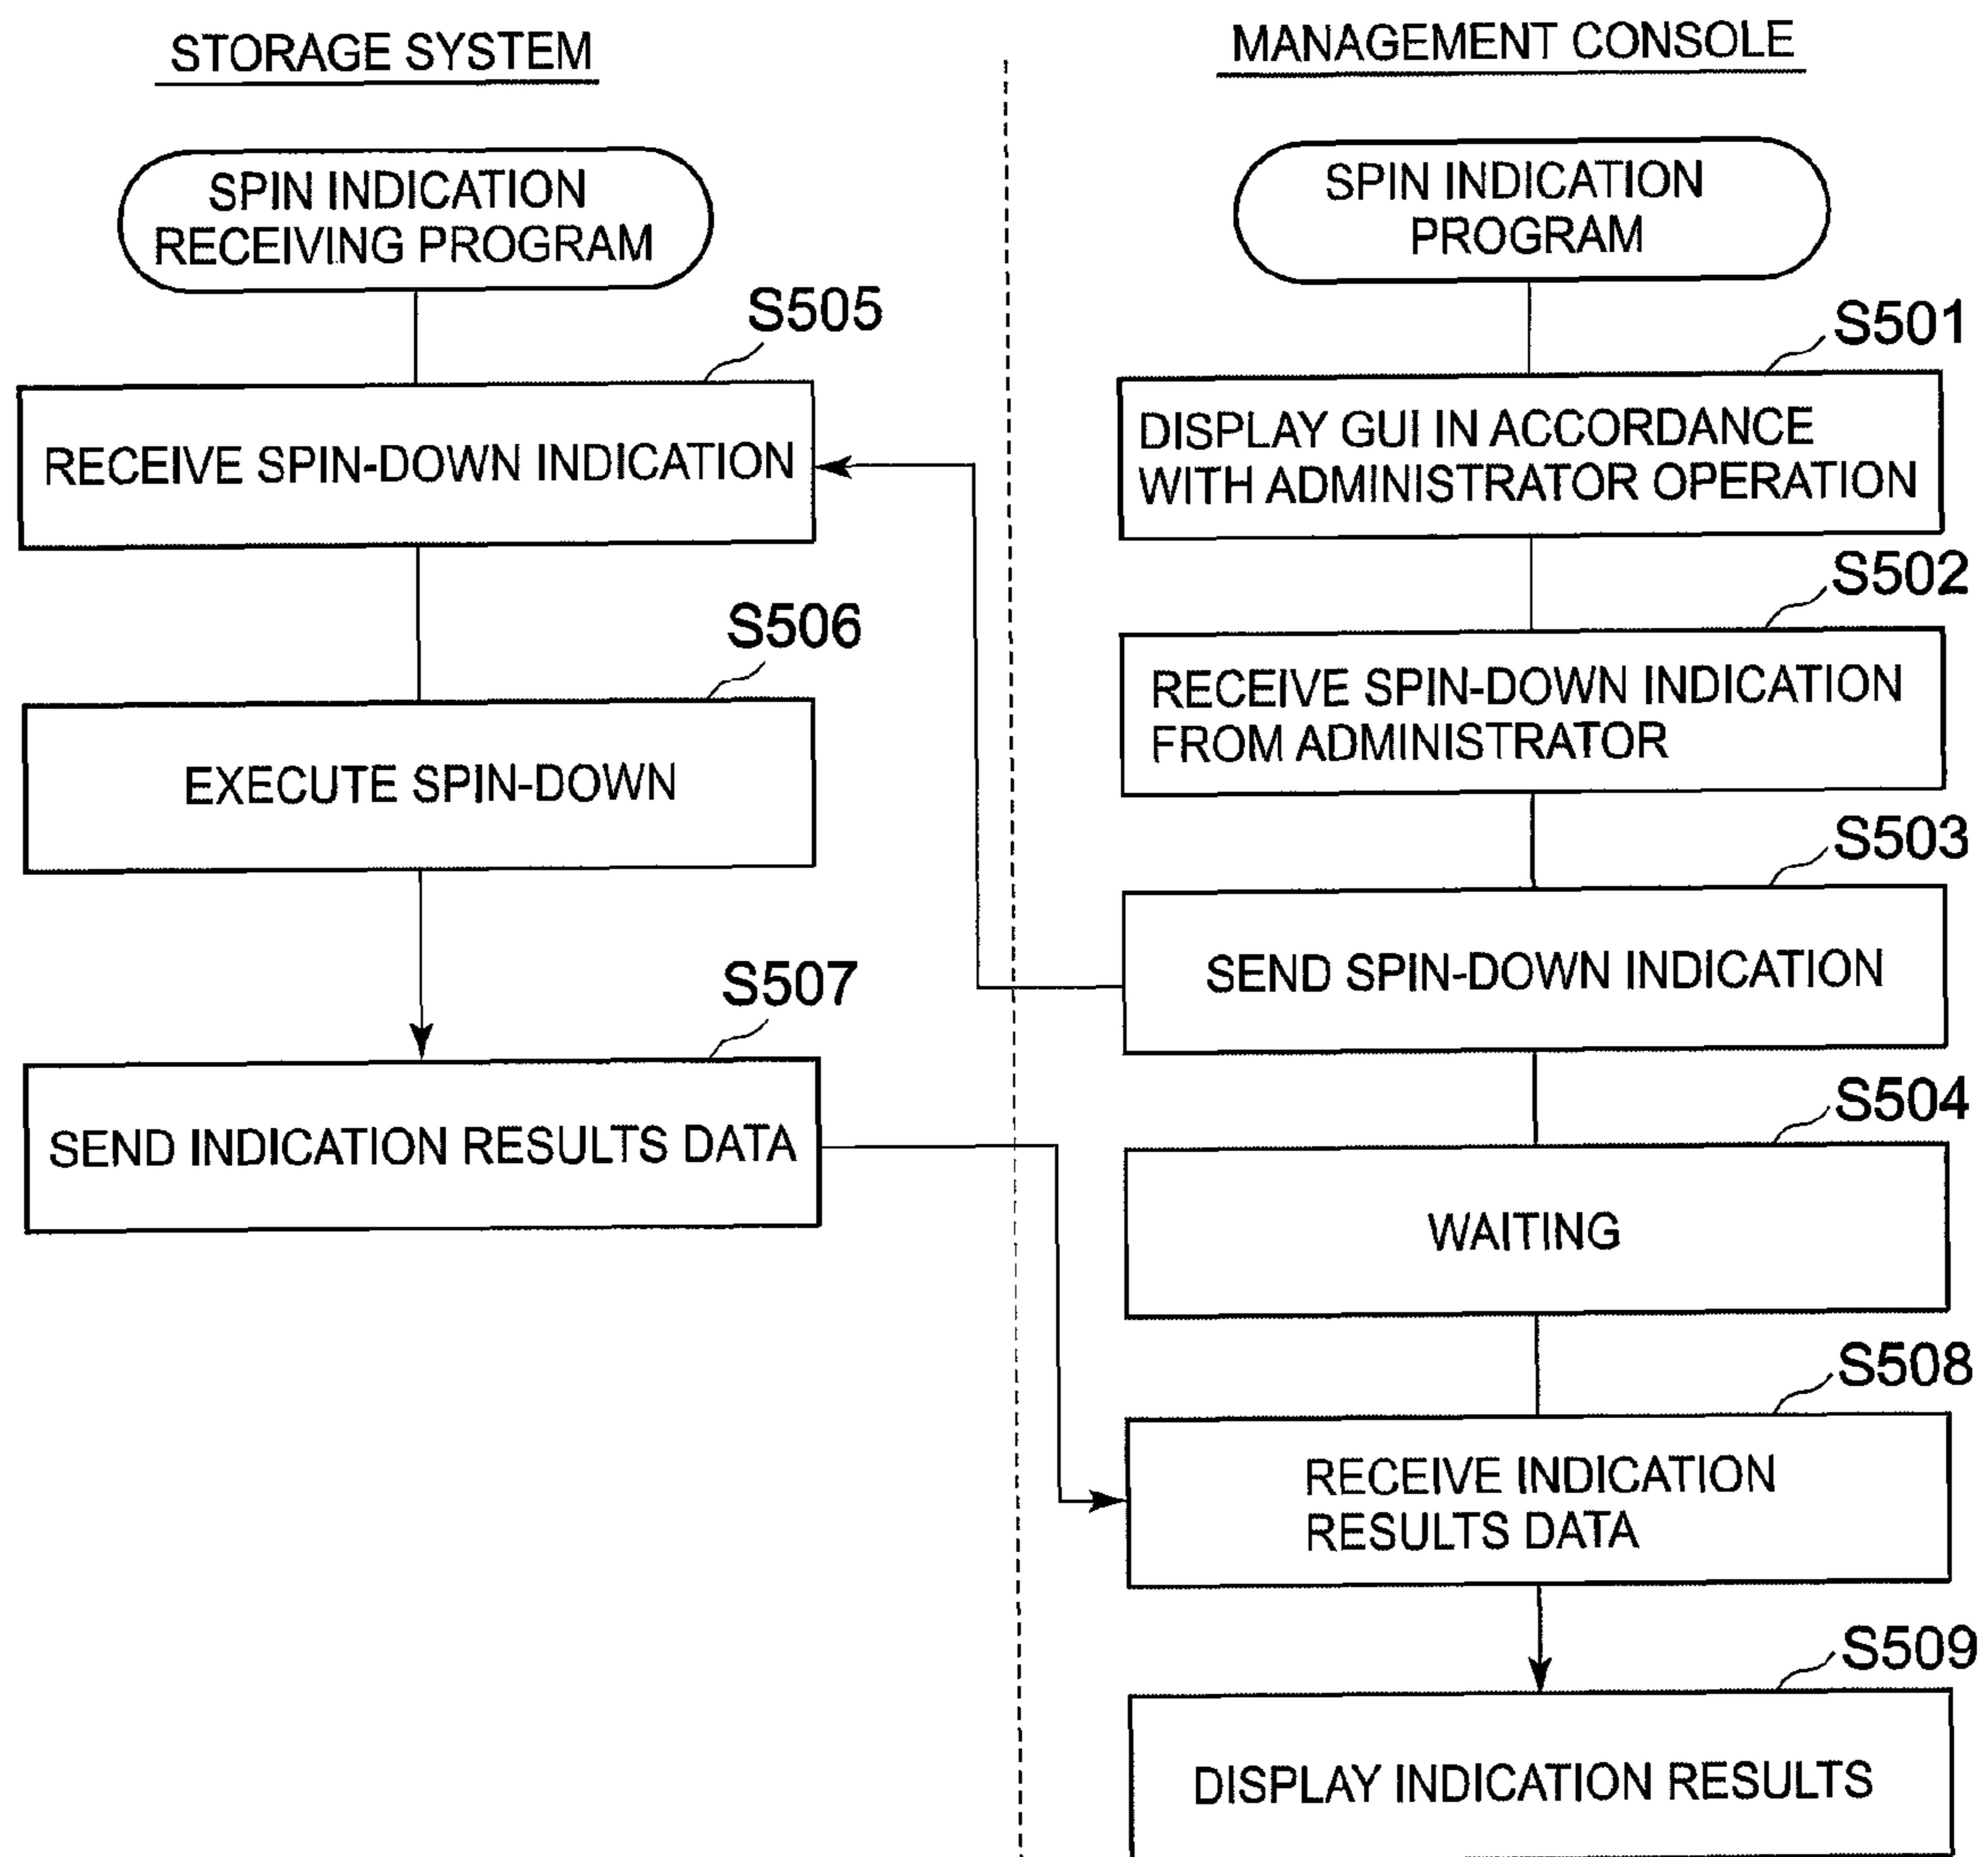 STORAGE SYSTEM
SPIN INDICATION
RECEIVING PROGRAM
S505
RECEIVE SPIN-DOWN INDICATION
S506
EXECUTE SPIN-DOWN
S507
SEND INDICATION RESULTS DATA
MANAGEMENT CONSOLE
SPIN INDICATION
PROGRAM
S501
DISPLAY GUI IN ACCORDANCE
WITH ADMINISTRATOR OPERATION
S502
RECEIVE SPIN-DOWN INDICATION
FROM ADMINISTRATOR
S503
SEND SPIN-DOWN INDICATION
S504
WAITING
S508
RECEIVE INDICATION
RESULTS DATA
S509
DISPLAY INDICATION RESULTS